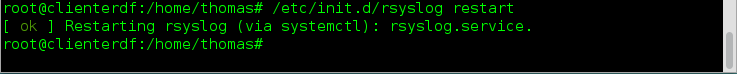 root@clienterdf:/home/thomas# /etc/init.d/rsyslog restart
[ ok ] Restarting rsyslog (via systemctl): rsyslog.service.
root@clienterdf:/home/thomas#